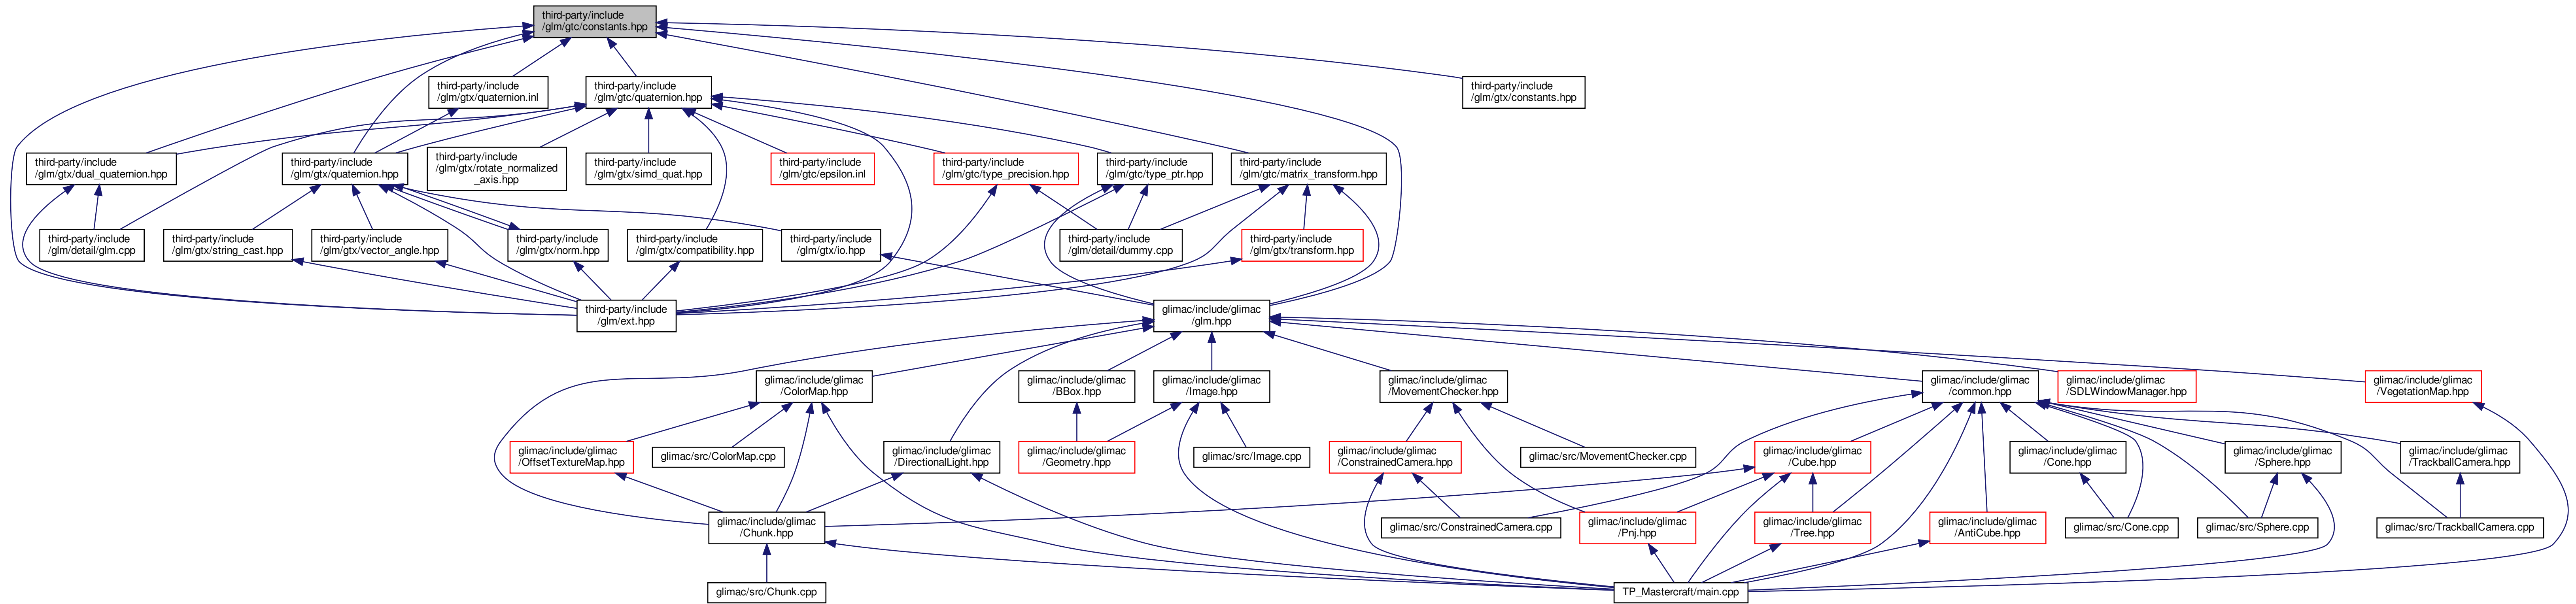 third-party/include
/glm/gtc/constants.hpp
third-party/include
/glm/gtx/quaternion.inl
third-party/include
/glm/gtc/quaternion.hpp
third-party/include
/glm/gtx/constants.hpp
third-party/include
/glm/gtx/dual_quaternion.hpp
third-party/include
/glm/gtx/quaternion.hpp
third-party/include
/glm/gtx/rotate_normalized
_axis.hpp
third-party/include
/glm/gtx/simd_quat.hpp
third-party/include
/glm/gtc/epsilon.inl
third-party/include
/glm/gtc/type_precision.hpp
third-party/include
/glm/gtc/type_ptr.hpp
third-party/include
/glm/gtc/matrix_transform.hpp
third-party/include
/glm/detail/glm.cpp
third-party/include
/glm/gtx/string_cast.hpp
third-party/include
/glm/gtx/vector_angle.hpp
third-party/include
/glm/gtx/norm.hpp
third-party/include
/glm/gtx/compatibility.hpp
third-party/include
/glm/gtx/io.hpp
third-party/include
/glm/detail/dummy.cpp
third-party/include
/glm/gtx/transform.hpp
third-party/include
/glm/ext.hpp
glimac/include/glimac
/glm.hpp
glimac/include/glimac
/ColorMap.hpp
glimac/include/glimac
/BBox.hpp
glimac/include/glimac
/Image.hpp
glimac/include/glimac
/MovementChecker.hpp
glimac/include/glimac
/common.hpp
glimac/include/glimac
/SDLWindowManager.hpp
glimac/include/glimac
/VegetationMap.hpp
glimac/include/glimac
/OffsetTextureMap.hpp
glimac/src/ColorMap.cpp
glimac/include/glimac
/DirectionalLight.hpp
glimac/include/glimac
/Geometry.hpp
glimac/src/Image.cpp
glimac/include/glimac
/ConstrainedCamera.hpp
glimac/src/MovementChecker.cpp
glimac/include/glimac
/Cube.hpp
glimac/include/glimac
/Cone.hpp
glimac/include/glimac
/Sphere.hpp
glimac/include/glimac
/TrackballCamera.hpp
glimac/include/glimac
/Chunk.hpp
glimac/src/ConstrainedCamera.cpp
glimac/include/glimac
/Pnj.hpp
glimac/include/glimac
/Tree.hpp
glimac/include/glimac
/AntiCube.hpp
glimac/src/Cone.cpp
glimac/src/Sphere.cpp
glimac/src/TrackballCamera.cpp
glimac/src/Chunk.cpp
TP_Mastercraft/main.cpp